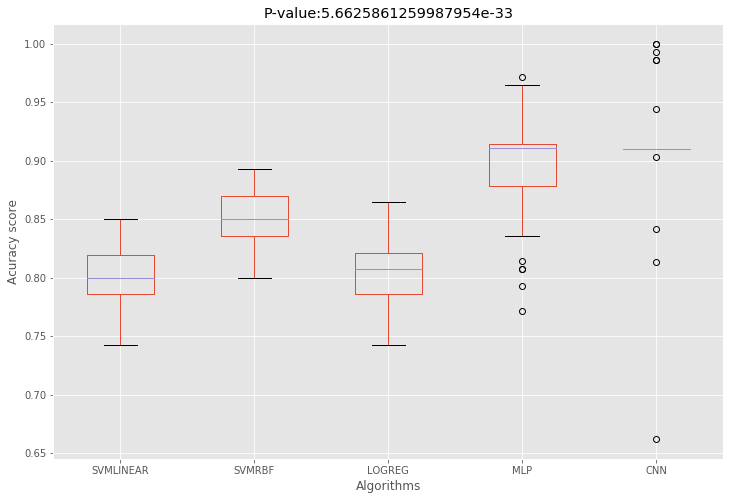 P-value:5.6625861259987954e-33
Acuracy score
1.00
0.95
0.90
0.85
0.80
0.75
0.70
0.65
SVMLINEAR
SVMRBF
LOGREG
MLP
CNN
Algorithms